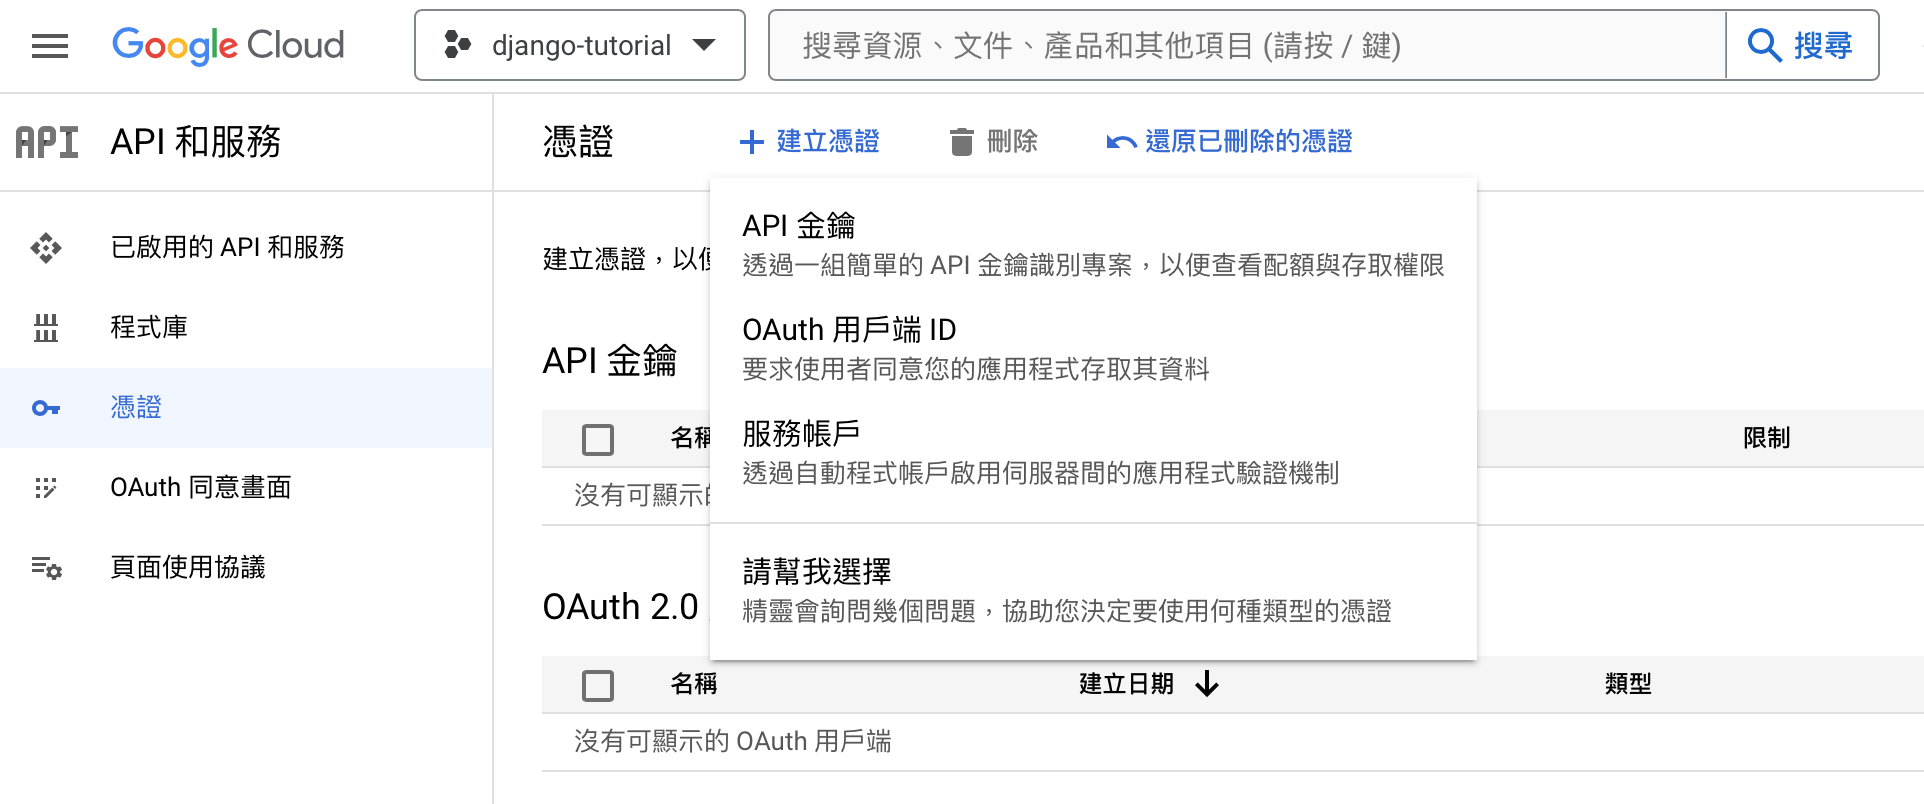 Google Cloud
django-tutorial
搜尋資源、文件、產品和其他項目 (請按 / 鍵)
搜尋
API
API 和服務
憑證
建立憑證
刪除
還原已刪除的憑證
已啟用的 API 和服務
程式庫
憑證
OAuth 同意畫面
頁面使用協議
建立憑證，以
API 金鑰
透過一組簡單的 API 金鑰識別專案，以便查看配額與存取權限
OAuth 用戶端 ID
要求使用者同意您的應用程式存取其資料
服務帳戶
透過自動程式帳戶啟用伺服器間的應用程式驗證機制
請幫我選擇
精靈會詢問幾個問題，協助您決定要使用何種類型的憑證
API 金鑰
名稱
限制
沒有可顯示的
OAuth 2.0
名稱
建立日期
類型
沒有可顯示的 OAuth 用戶端